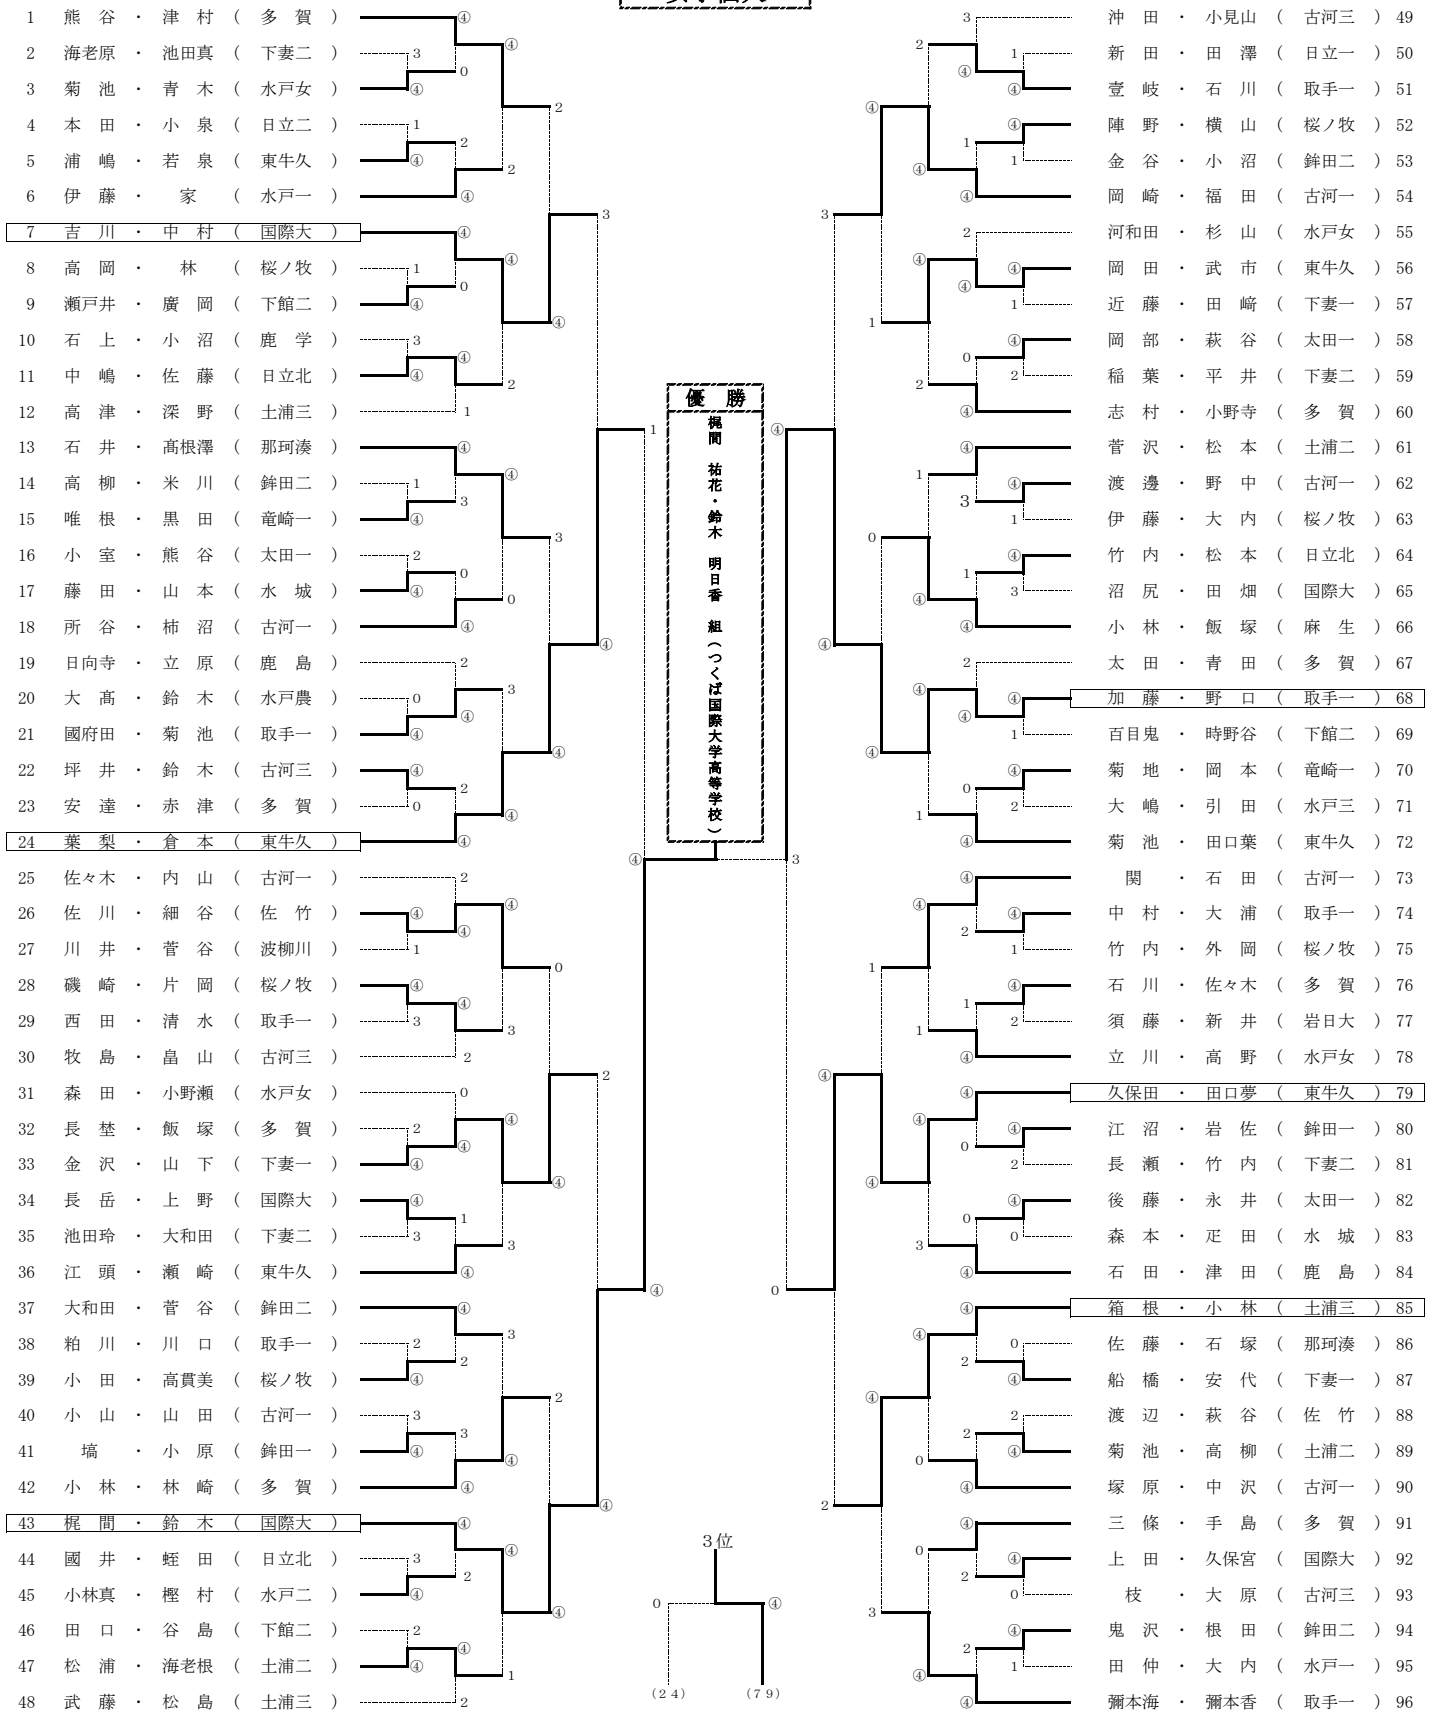 1 熊 谷 ・ 津 村 ( 多 賀 )
2 海老原 ・ 池田真 ( 下妻二 )
3 菊 池 ・ 青 木 ( 水戸女 )
4 本 田 ・ 小 泉 ( 日立二 )
5 浦 嶋 ・ 若 泉 ( 東牛久 )
6 伊 藤 ・ 家 ( 水戸一 )
7 吉 川 ・ 中 村 ( 国際大 )
8 高 岡 ・ 林 ( 桜ノ牧 )
9 瀬戸井 ・ 廣 岡 ( 下館二 )
10 石 上 ・ 小 沼 ( 鹿 学 )
11 中 嶋 ・ 佐 藤 ( 日立北 )
12 高 津 ・ 深 野 ( 土浦三 )
13 石 井 ・ 髙根澤 ( 那珂湊 )
14 高 柳 ・ 米 川 ( 鉾田二 )
15 唯 根 ・ 黒 田 ( 竜崎一 )
16 小 室 ・ 熊 谷 ( 太田一 )
17 藤 田 ・ 山 本 ( 水 城 )
18 所 谷 ・ 柿 沼 ( 古河一 )
19 日向寺 ・ 立 原 ( 鹿 島 )
20 大 髙 ・ 鈴 木 ( 水戸農 )
21 國府田 ・ 菊 池 ( 取手一 )
22 坪 井 ・ 鈴 木 ( 古河三 )
23 安 達 ・ 赤 津 ( 多 賀 )
24 葉 梨 ・ 倉 本 ( 東牛久 )
25 佐々木 ・ 内 山 ( 古河一 )
26 佐 川 ・ 細 谷 ( 佐 竹 )
27 川 井 ・ 菅 谷 ( 波柳川 )
28 磯 崎 ・ 片 岡 ( 桜ノ牧 )
29 西 田 ・ 清 水 ( 取手一 )
30 牧 島 ・ 畠 山 ( 古河三 )
31 森 田 ・ 小野瀬 ( 水戸女 )
32 長 埜 ・ 飯 塚 ( 多 賀 )
33 金 沢 ・ 山 下 ( 下妻一 )
34 長 岳 ・ 上 野 ( 国際大 )
35 池田玲 ・ 大和田 ( 下妻二 )
36 江 頭 ・ 瀬 崎 ( 東牛久 )
37 大和田 ・ 菅 谷 ( 鉾田二 )
38 粕 川 ・ 川 口 ( 取手一 )
39 小 田 ・ 高貫美 ( 桜ノ牧 )
40 小 山 ・ 山 田 ( 古河一 )
41 塙 ・ 小 原 ( 鉾田一 )
42 小 林 ・ 林 崎 ( 多 賀 )
43 梶 間 ・ 鈴 木 ( 国際大 )
44 國 井 ・ 蛭 田 ( 日立北 )
45 小林真 ・ 樫 村 ( 水戸二 )
46 田 口 ・ 谷 島 ( 下館二 )
47 松 浦 ・ 海老根 ( 土浦二 )
48 武 藤 ・ 松 島 ( 土浦三 )
優 勝
梶間 祐花・鈴木 明日香 組(つくば国際大学高等学校)
3位
0 ④
(24) (79)
沖 田 ・ 小見山 ( 古河三 ) 49
新 田 ・ 田 澤 ( 日立一 ) 50
壹 岐 ・ 石 川 ( 取手一 ) 51
陣 野 ・ 横 山 ( 桜ノ牧 ) 52
金 谷 ・ 小 沼 ( 鉾田二 ) 53
岡 崎 ・ 福 田 ( 古河一 ) 54
河和田 ・ 杉 山 ( 水戸女 ) 55
岡 田 ・ 武 市 ( 東牛久 ) 56
近 藤 ・ 田 﨑 ( 下妻一 ) 57
岡 部 ・ 萩 谷 ( 太田一 ) 58
稲 葉 ・ 平 井 ( 下妻二 ) 59
志 村 ・ 小野寺 ( 多 賀 ) 60
菅 沢 ・ 松 本 ( 土浦二 ) 61
渡 邊 ・ 野 中 ( 古河一 ) 62
伊 藤 ・ 大 内 ( 桜ノ牧 ) 63
竹 内 ・ 松 本 ( 日立北 ) 64
沼 尻 ・ 田 畑 ( 国際大 ) 65
小 林 ・ 飯 塚 ( 麻 生 ) 66
太 田 ・ 青 田 ( 多 賀 ) 67
加 藤 ・ 野 口 ( 取手一 ) 68
百目鬼 ・ 時野谷 ( 下館二 ) 69
菊 地 ・ 岡 本 ( 竜崎一 ) 70
大 嶋 ・ 引 田 ( 水戸三 ) 71
菊 池 ・ 田口葉 ( 東牛久 ) 72
関 ・ 石 田 ( 古河一 ) 73
中 村 ・ 大 浦 ( 取手一 ) 74
竹 内 ・ 外 岡 ( 桜ノ牧 ) 75
石 川 ・ 佐々木 ( 多 賀 ) 76
須 藤 ・ 新 井 ( 岩日大 ) 77
立 川 ・ 高 野 ( 水戸女 ) 78
久保田 ・ 田口夢 ( 東牛久 ) 79
江 沼 ・ 岩 佐 ( 鉾田一 ) 80
長 瀬 ・ 竹 内 ( 下妻二 ) 81
後 藤 ・ 永 井 ( 太田一 ) 82
森 本 ・ 疋 田 ( 水 城 ) 83
石 田 ・ 津 田 ( 鹿 島 ) 84
箱 根 ・ 小 林 ( 土浦三 ) 85
佐 藤 ・ 石 塚 ( 那珂湊 ) 86
船 橋 ・ 安 代 ( 下妻一 ) 87
渡 辺 ・ 萩 谷 ( 佐 竹 ) 88
菊 池 ・ 高 柳 ( 土浦二 ) 89
塚 原 ・ 中 沢 ( 古河一 ) 90
三 條 ・ 手 島 ( 多 賀 ) 91
上 田 ・ 久保宮 ( 国際大 ) 92
枝 ・ 大 原 ( 古河三 ) 93
鬼 沢 ・ 根 田 ( 鉾田二 ) 94
田 仲 ・ 大 内 ( 水戸一 ) 95
彌本海 ・ 彌本香 ( 取手一 ) 96